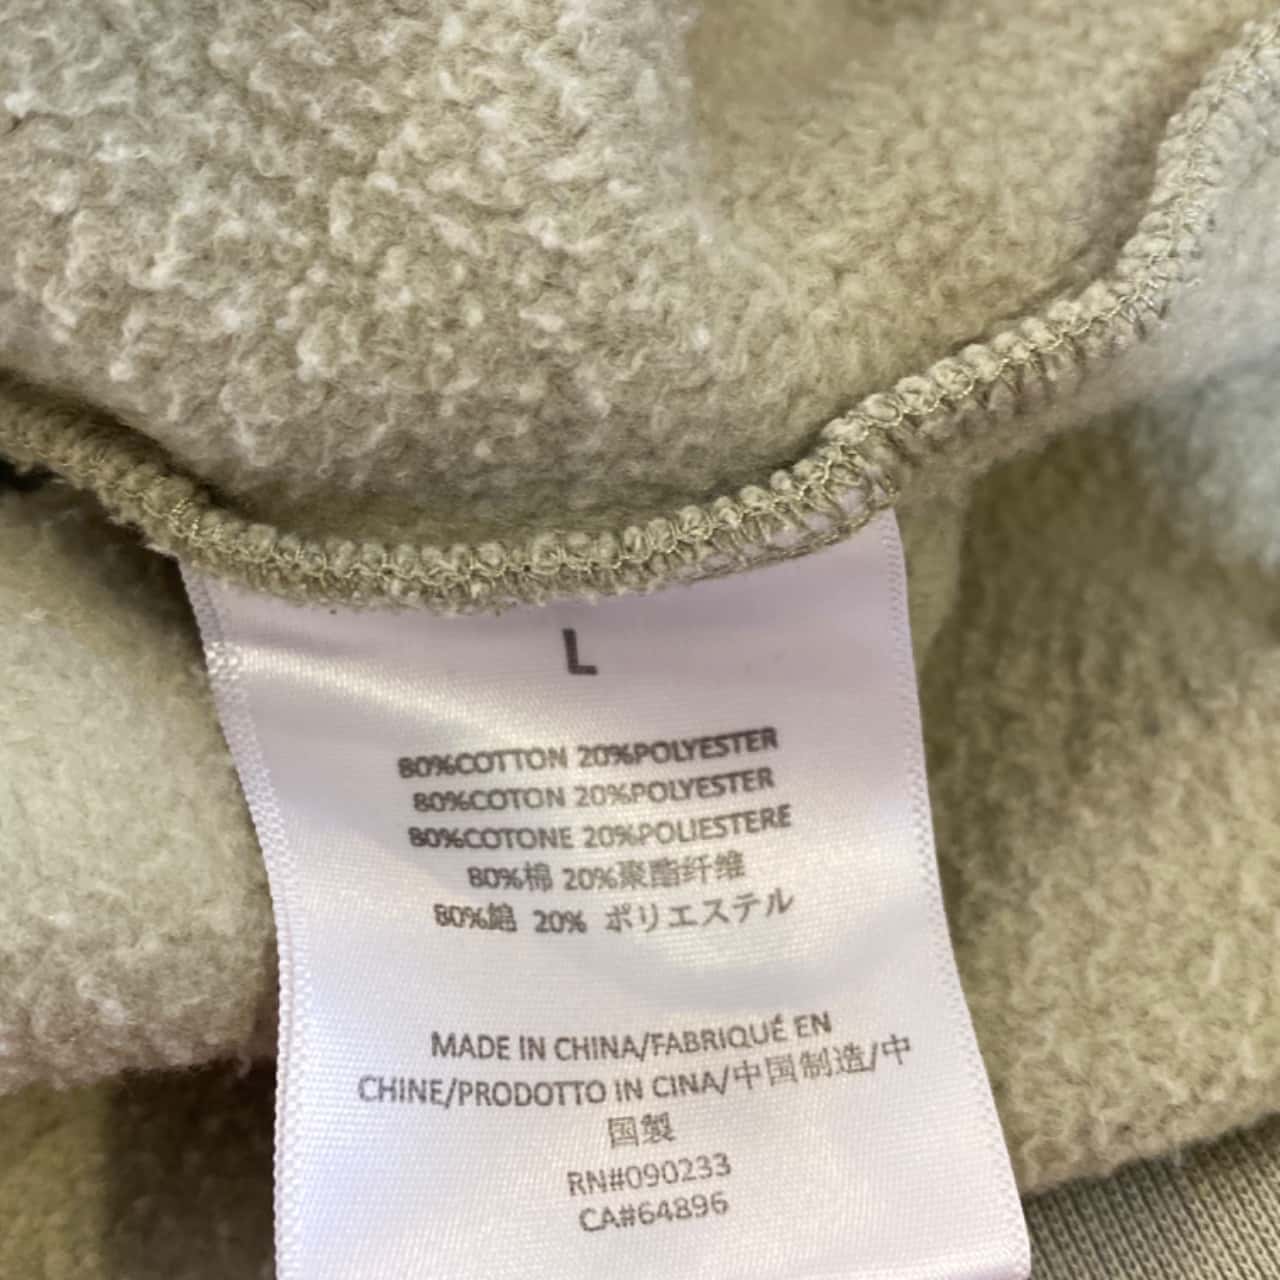 L
80%COTTON 20%POLYESTER
80%COTON 20%POLYESTER
80%COTONE 20%POLIESTERE
80%棉 20%聚酯纤维
80%綿 20% ポリエステル
MADE IN CHINA/FABRIQUÉ EN
CHINE/PRODOTTO IN CINA/中国制造/中
国製
RN#090233
CA#64896